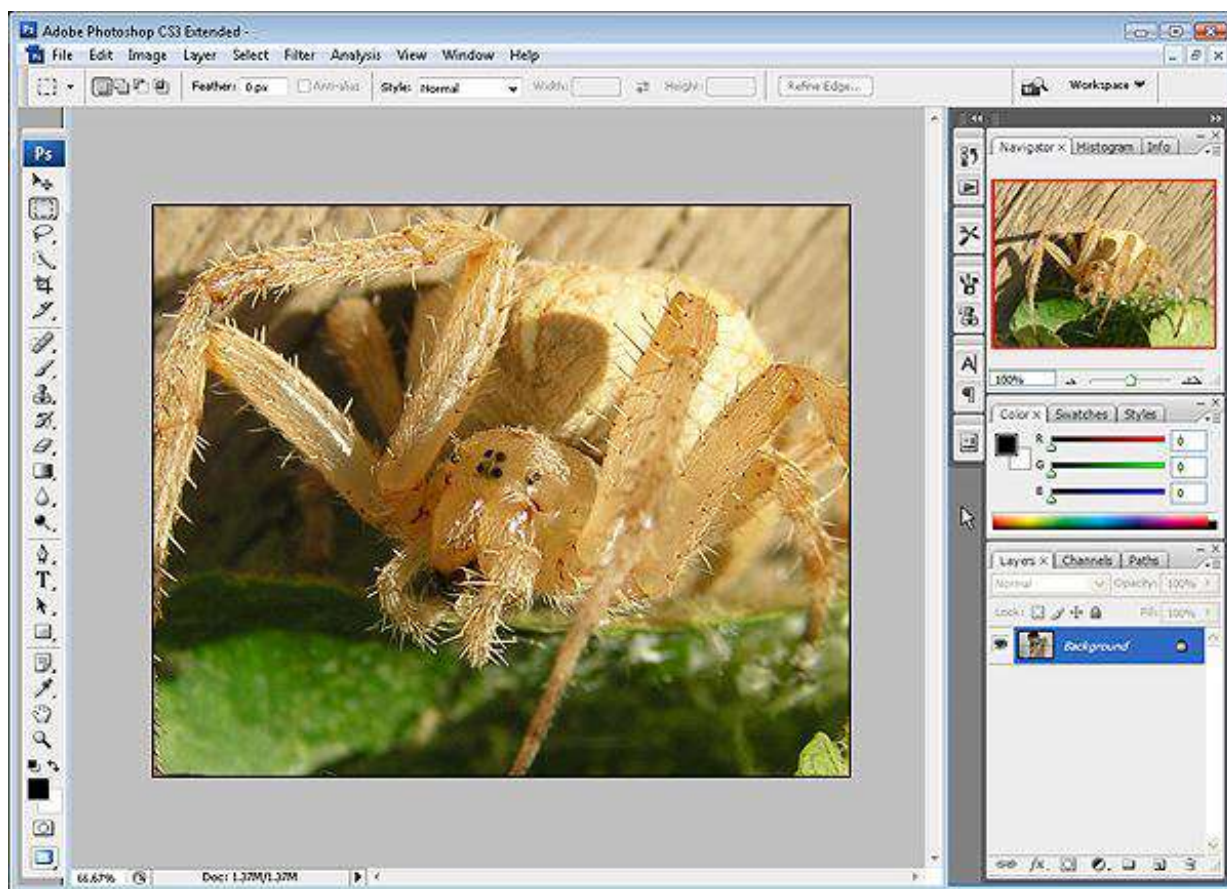 Adobe Photoshop CS3 Extended -
File Edit Image Layer Select Filter Analysis View Window Help
Feather: 0 px Anti-alias Style: Normal Width: Height: Refine Edge... Workspace
Ps
Navigator × Histogram Info
100%
Color × Swatches Styles
R 0
G 0
B 0
Layers × Channels Paths
Normal Opacity: 100%
Lock: Fill: 100%
Background
66.67% Doc: 1.37M/1.37M